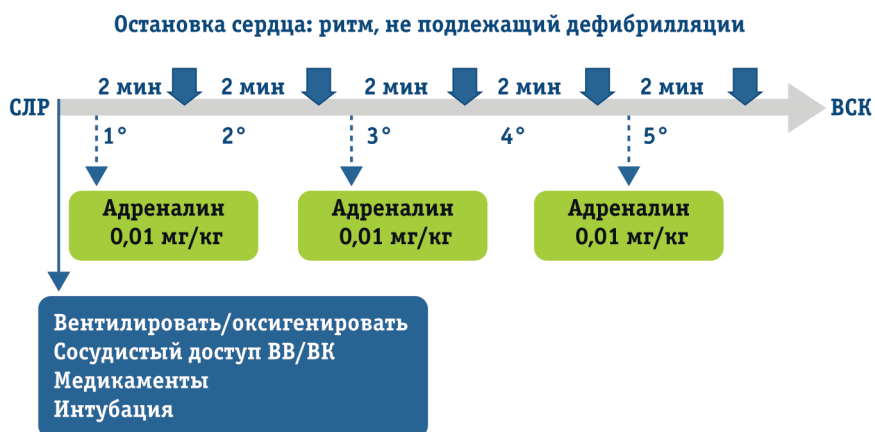 Остановка сердца: ритм, не подлежащий дефибрилляции
2 мин 2 мин 2 мин 2 мин 2 мин
СЛР ВСК
1° 2° 3° 4° 5°
Адреналин Адреналин Адреналин
0,01 мг/кг 0,01 мг/кг 0,01 мг/кг
Вентилировать/оксигенировать
Сосудистый доступ ВВ/ВК
Медикаменты
Интубация